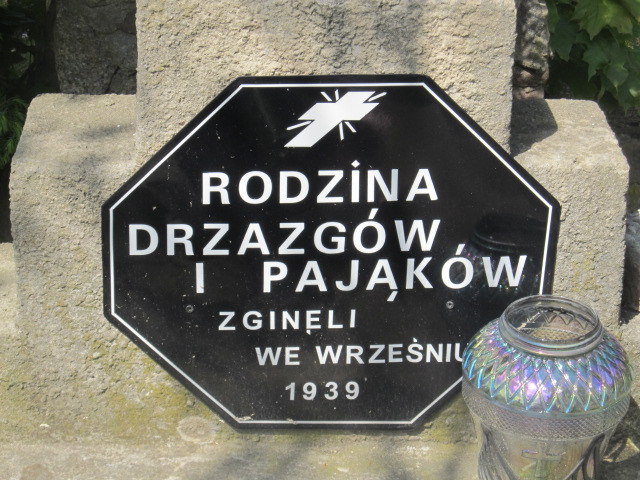 RODZINA
DRZAZGÓW
I PAJĄKÓW
ZGINĘLI
WE WRZEŚNIU
1939